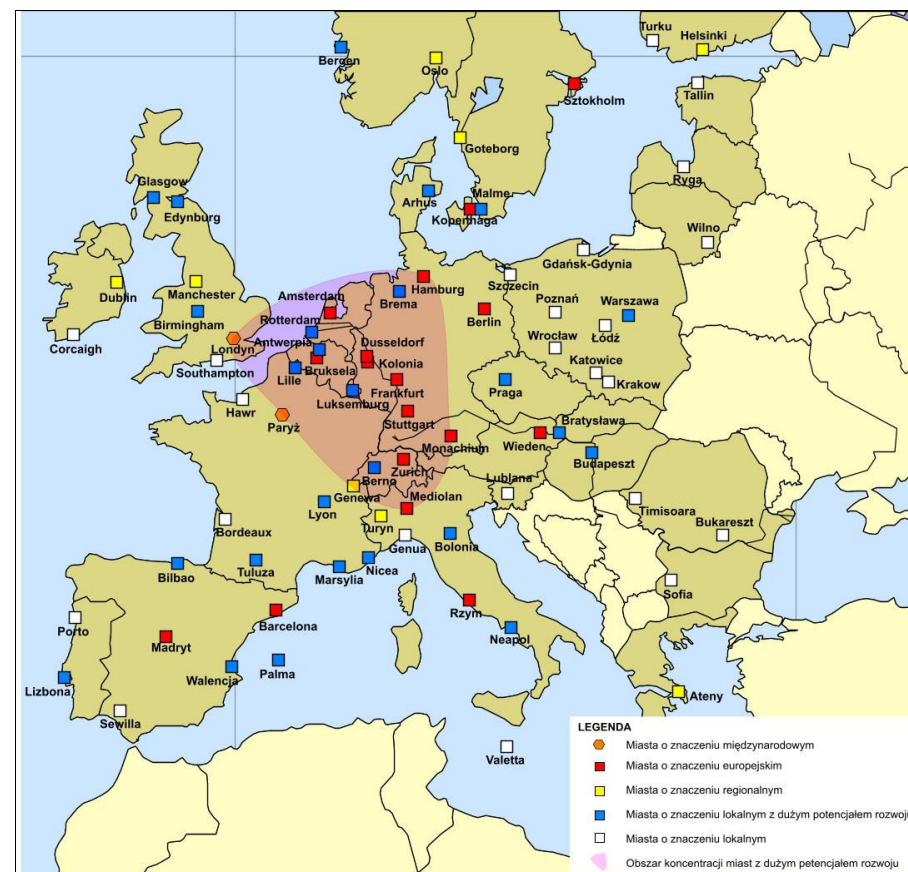 Turku
Helsinki
Bergen
Oslo
Sztokholm
Tallin
Goteborg
Ryga
Glasgow
Edynburg
Arhus
Malme
Kopenhaga
Wilno
Gdańsk-Gdynia
Szczecin
Dublin
Manchester
Amsterdam
Hamburg
Brema
Poznań
Warszawa
Birmingham
Rotterdam
Berlin
Łódź
Corcaigh
Londyn
Antwerpia
Dusseldorf
Wrocław
Southampton
Bruksela
Kolonia
Katowice
Lille
Frankfurt
Krakow
Hawr
Luksemburg
Praga
Paryż
Stuttgart
Bratysława
Monachium
Wieden
Budapeszt
Berno
Zurich
Lublana
Genewa
Mediolan
Timisoara
Lyon
Turyn
Bukareszt
Bordeaux
Genua
Bolonia
Bilbao
Tuluza
Marsylia
Nicea
Sofia
Porto
Barcelona
Rzym
Madryt
Neapol
Walencja
Palma
Lizbona
Ateny
Sewilla
Valetta
LEGENDA
Miasta o znaczeniu międzynarodowym
Miasta o znaczeniu europejskim
Miasta o znaczeniu regionalnym
Miasta o znaczeniu lokalnym z dużym potencjałem rozwoju
Miasta o znaczeniu lokalnym
Obszar koncentracji miast z dużym petencjałem rozwoju